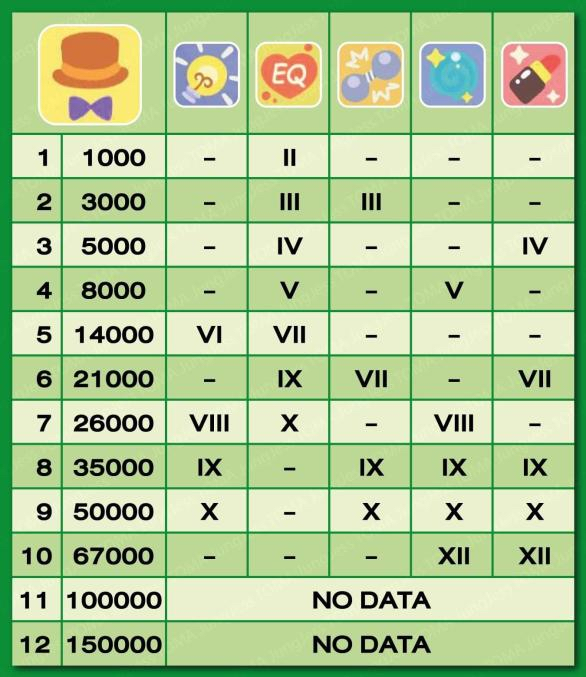 EQ
1 1000 – II – – –
2 3000 – III III – –
3 5000 – IV – – IV
4 8000 – V – V –
5 14000 VI VII – – –
6 21000 – IX VII – VII
7 26000 VIII X – VIII –
8 35000 IX – IX IX IX
9 50000 X – X X X
10 67000 – – – XII XII
11 100000 NO DATA
12 150000 NO DATA